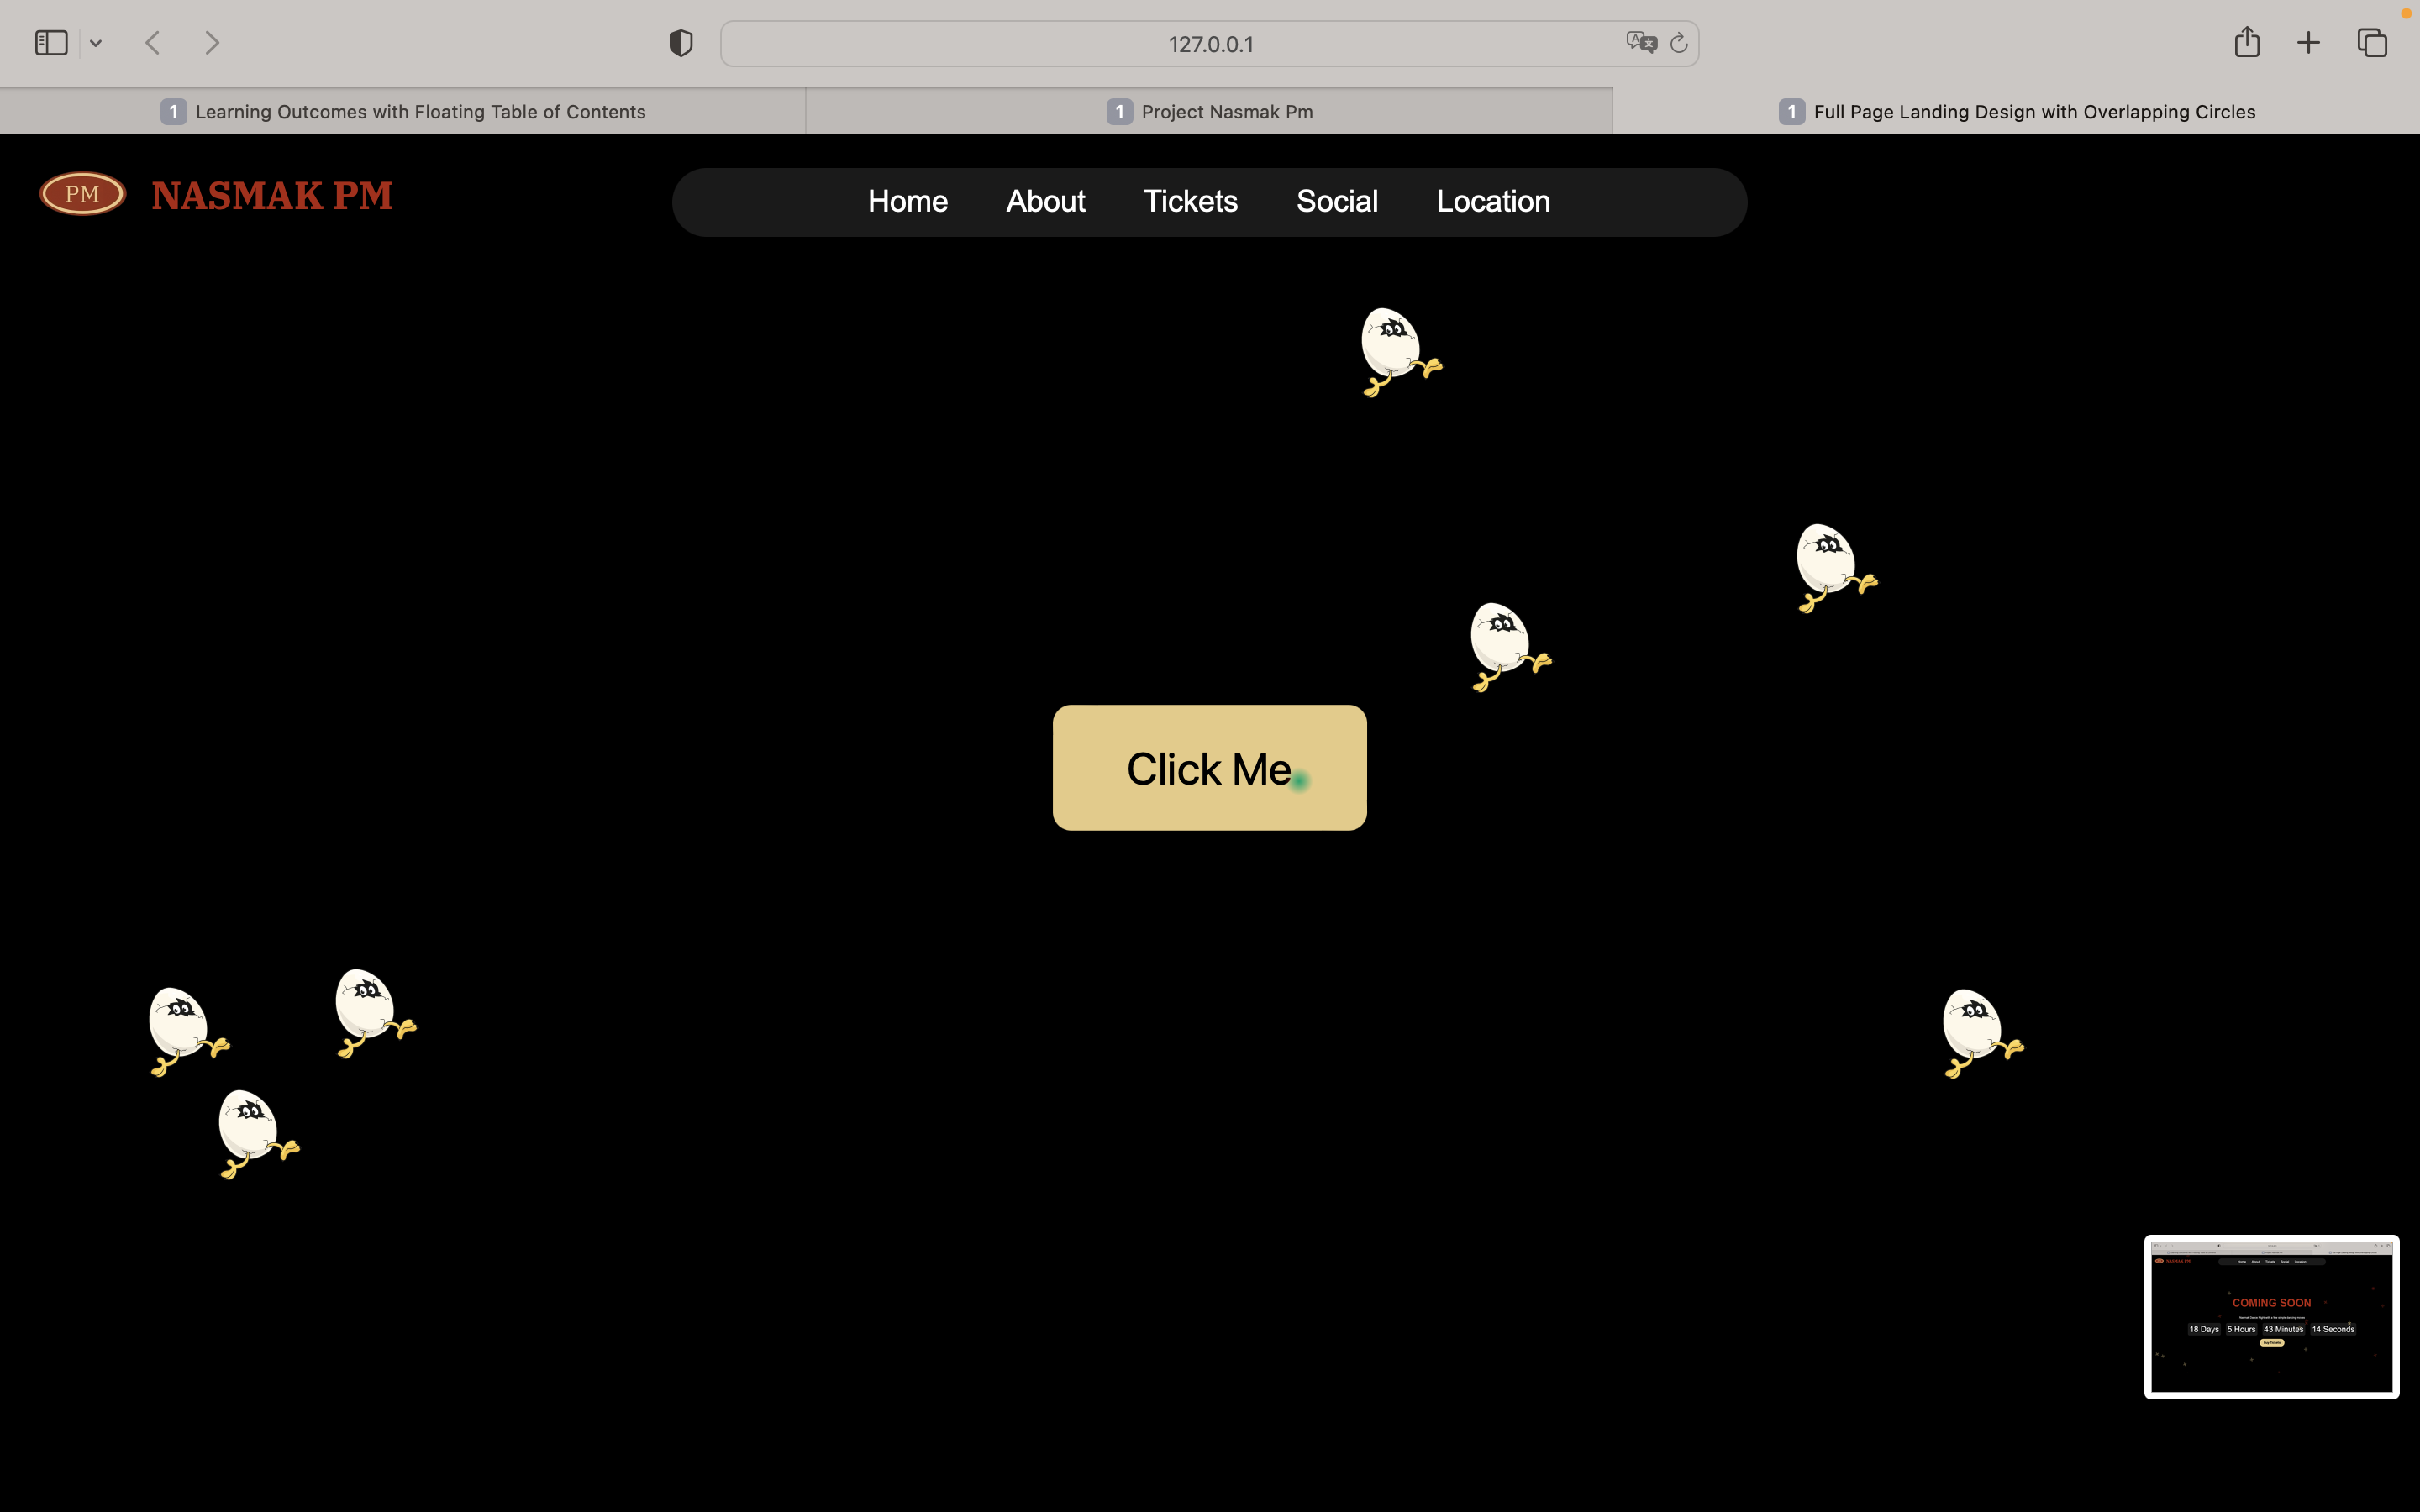 127.0.0.1
1 Learning Outcomes with Floating Table of Contents
1 Project Nasmak Pm
1 Full Page Landing Design with Overlapping Circles
PM NASMAK PM
Home About Tickets Social Location
Click Me
COMING SOON
18 Days 5 Hours 43 Minutes 14 Seconds
Buy Tickets